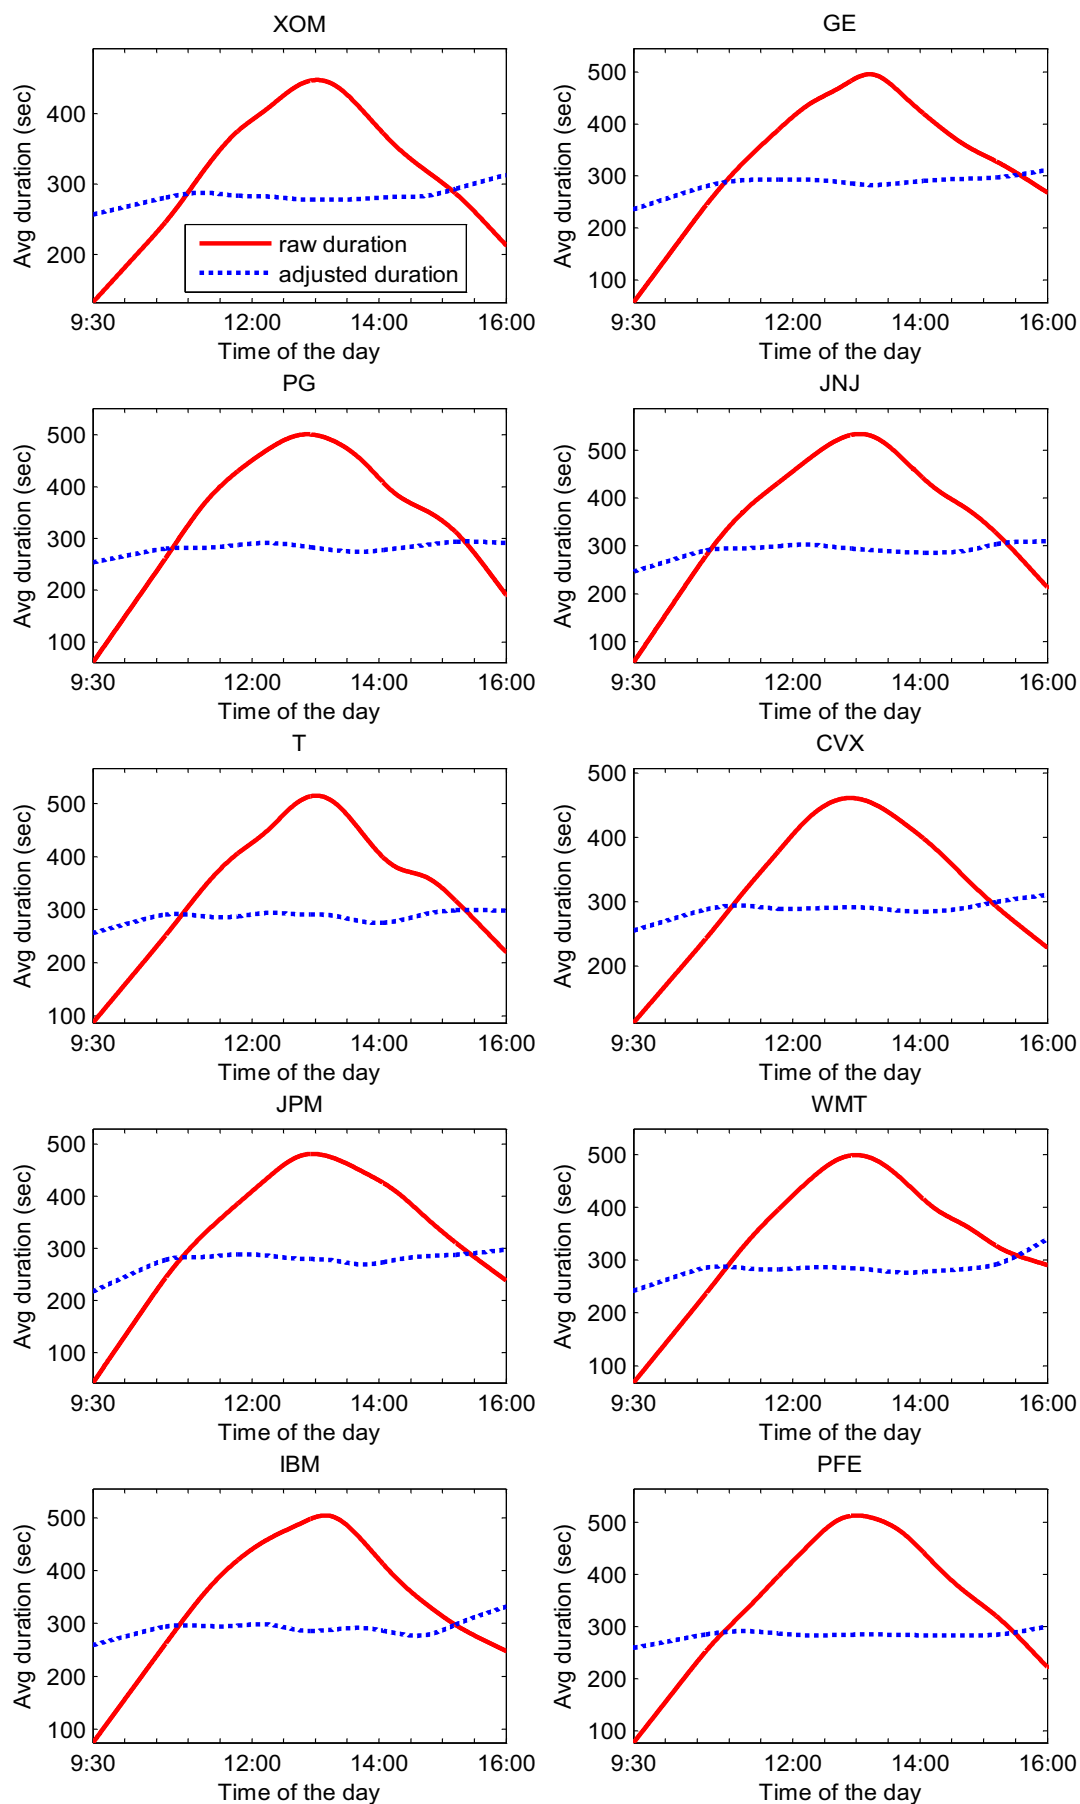 XOM
Avg duration (sec)
400
300
200
raw duration
adjusted duration
9:30 12:00 14:00 16:00
Time of the day
GE
Avg duration (sec)
500
400
300
200
100
9:30 12:00 14:00 16:00
Time of the day
PG
Avg duration (sec)
500
400
300
200
100
9:30 12:00 14:00 16:00
Time of the day
JNJ
Avg duration (sec)
500
400
300
200
100
9:30 12:00 14:00 16:00
Time of the day
T
Avg duration (sec)
500
400
300
200
100
9:30 12:00 14:00 16:00
Time of the day
CVX
Avg duration (sec)
500
400
300
200
9:30 12:00 14:00 16:00
Time of the day
JPM
Avg duration (sec)
500
400
300
200
100
9:30 12:00 14:00 16:00
Time of the day
WMT
Avg duration (sec)
500
400
300
200
100
9:30 12:00 14:00 16:00
Time of the day
IBM
Avg duration (sec)
500
400
300
200
100
9:30 12:00 14:00 16:00
Time of the day
PFE
Avg duration (sec)
500
400
300
200
100
9:30 12:00 14:00 16:00
Time of the day